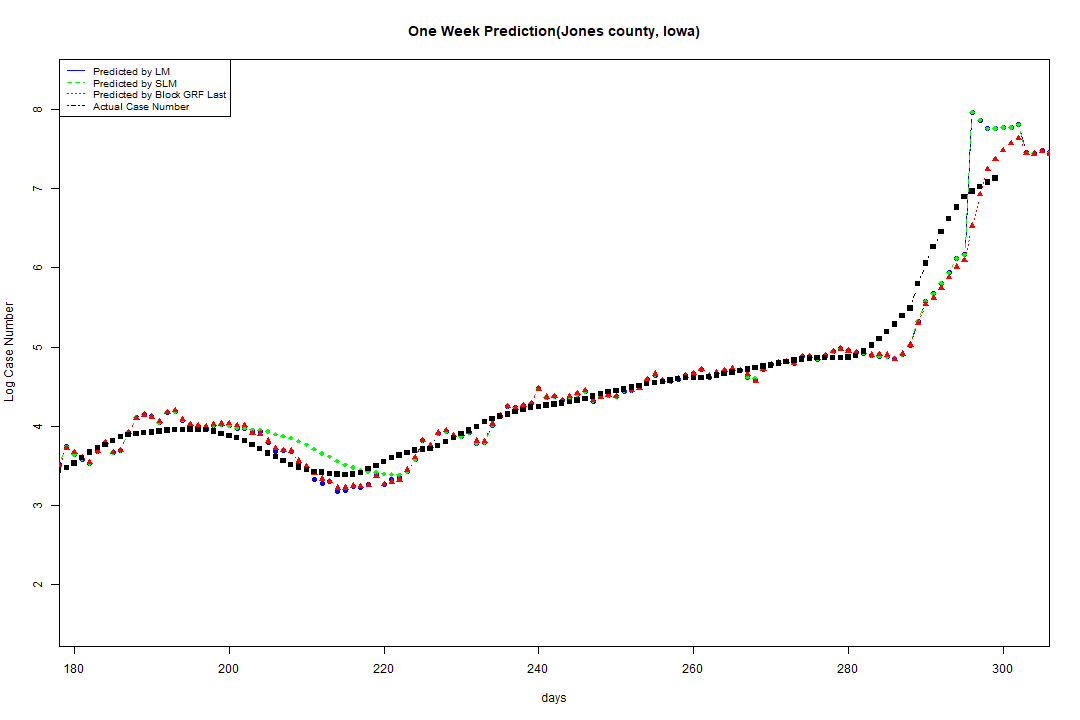 One Week Prediction(Jones county, Iowa)
Predicted by LM
Predicted by SLM
Predicted by Block GRF Last
Actual Case Number
8
7
6
5
4
3
2
Log Case Number
180 200 220 240 260 280 300
days